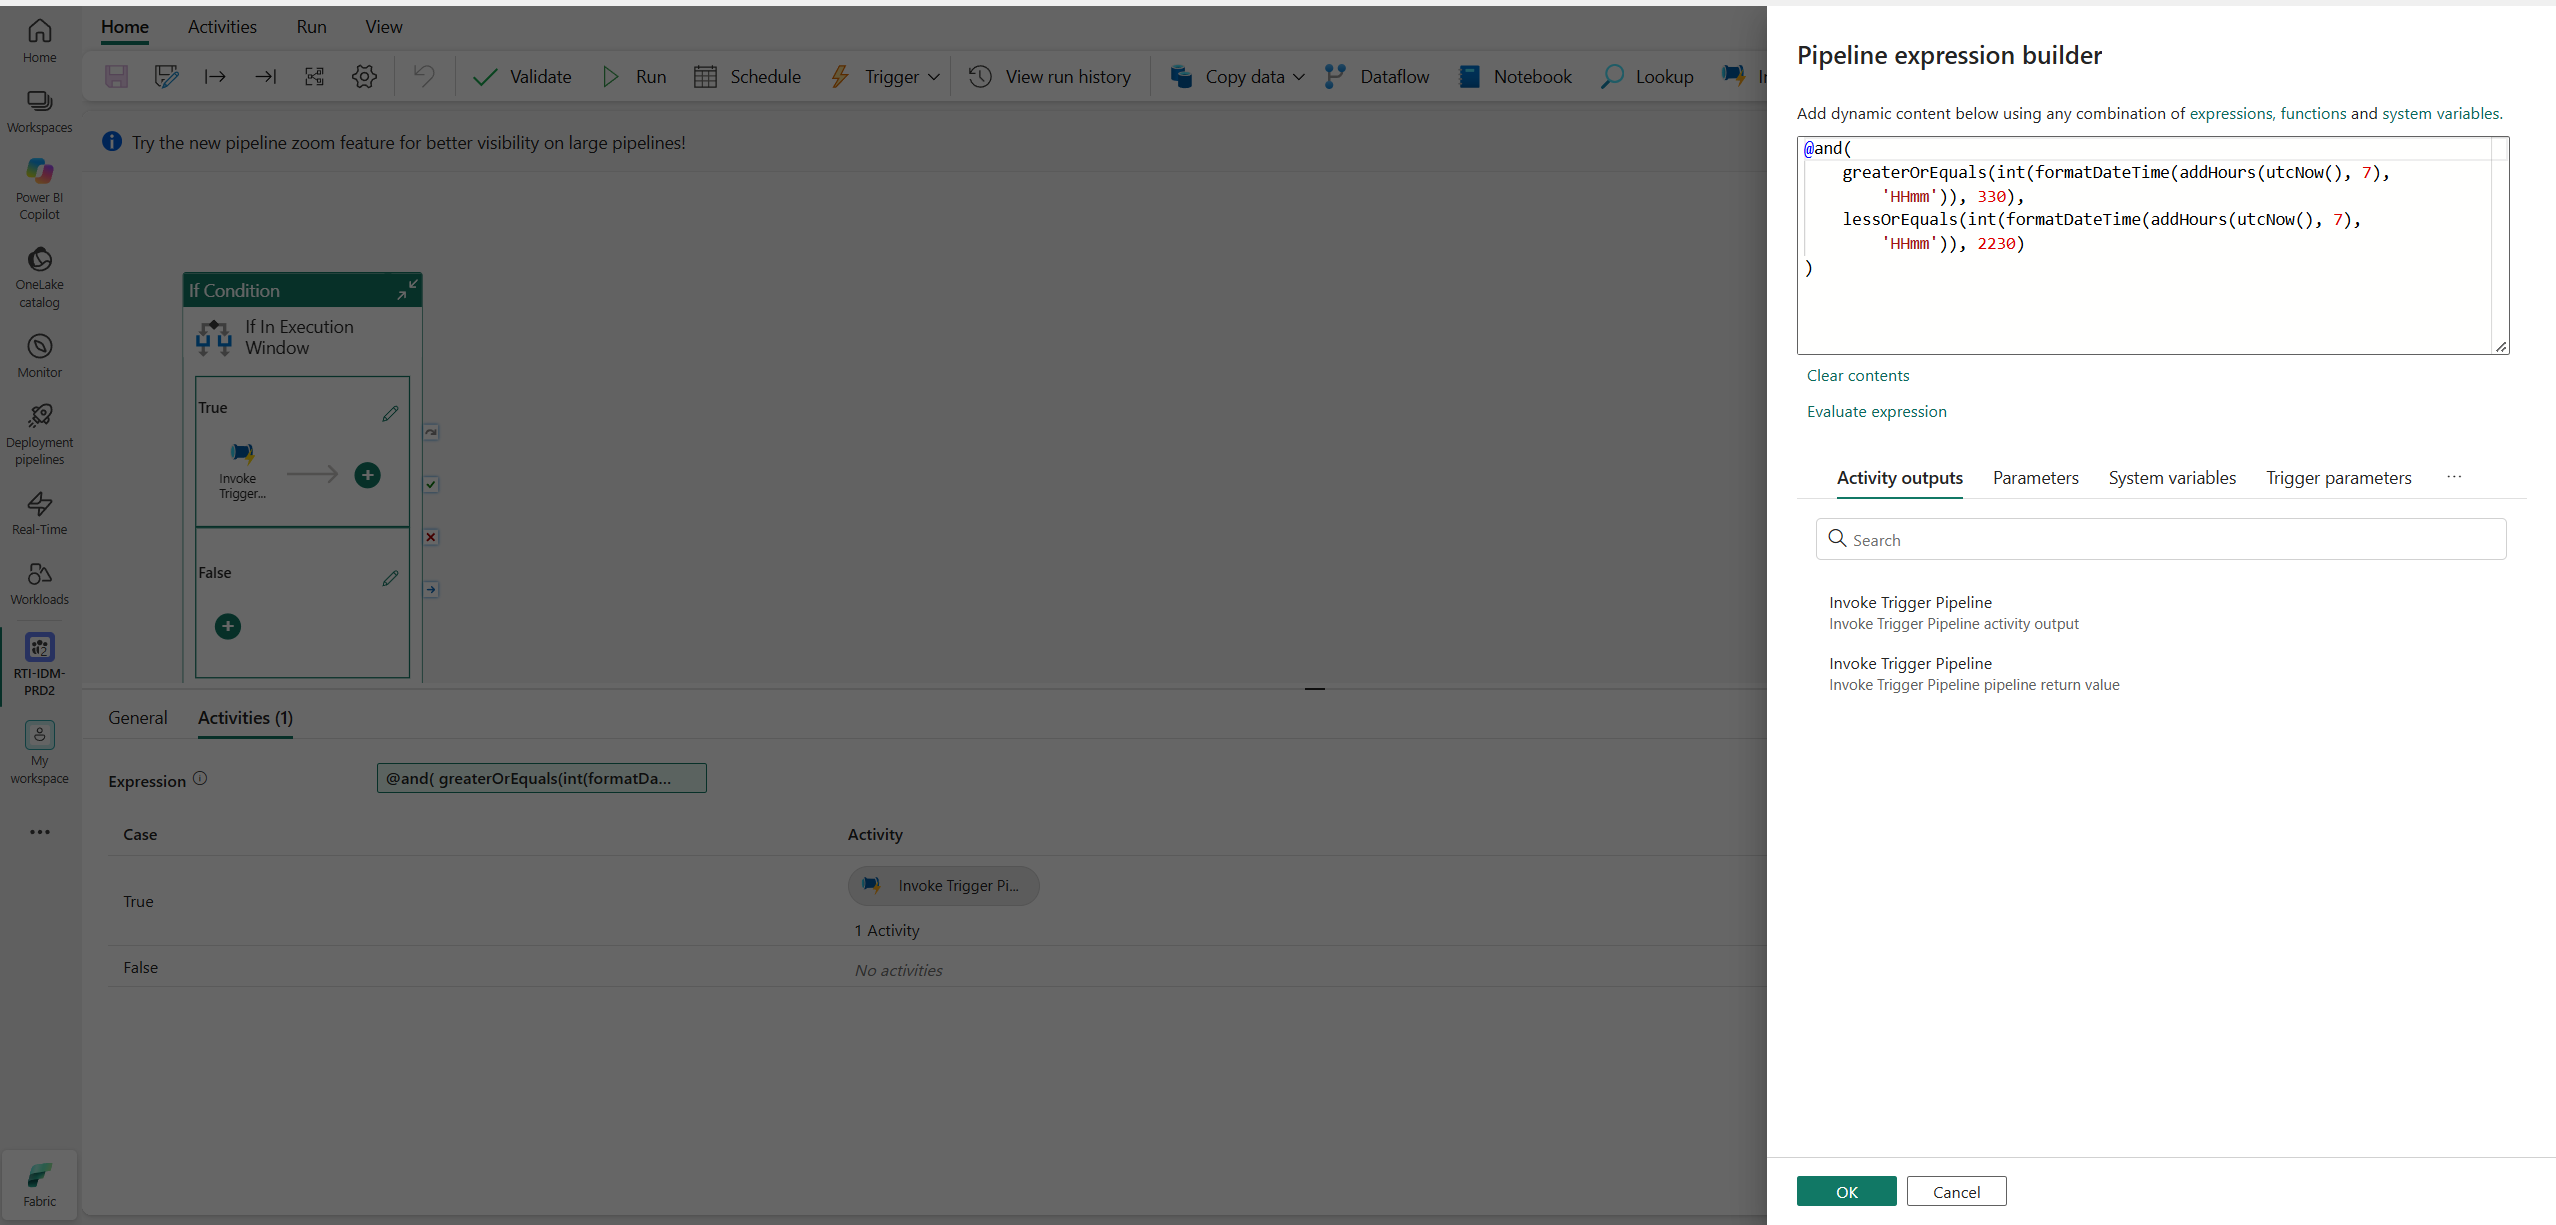 Home
Workspaces
Power BI
Copilot
OneLake
catalog
Monitor
Deployment
pipelines
Real-Time
Workloads
RTI-IDM-
PRD2
My
workspace
Fabric
Home Activities Run View
Validate Run Schedule Trigger View run history Copy data Dataflow Notebook Lookup
Try the new pipeline zoom feature for better visibility on large pipelines!
If Condition
If In Execution
Window
True
Invoke
Trigger...
False
General Activities (1)
Expression @and( greaterOrEquals(int(formatDa...
Case Activity
True Invoke Trigger Pi...
1 Activity
False No activities
Pipeline expression builder
Add dynamic content below using any combination of expressions, functions and system variables.
@and(
greaterOrEquals(int(formatDateTime(addHours(utcNow(), 7),
'HHmm')), 330),
lessOrEquals(int(formatDateTime(addHours(utcNow(), 7),
'HHmm')), 2230)
)
Clear contents
Evaluate expression
Activity outputs Parameters System variables Trigger parameters ...
Search
Invoke Trigger Pipeline
Invoke Trigger Pipeline activity output
Invoke Trigger Pipeline
Invoke Trigger Pipeline pipeline return value
OK Cancel